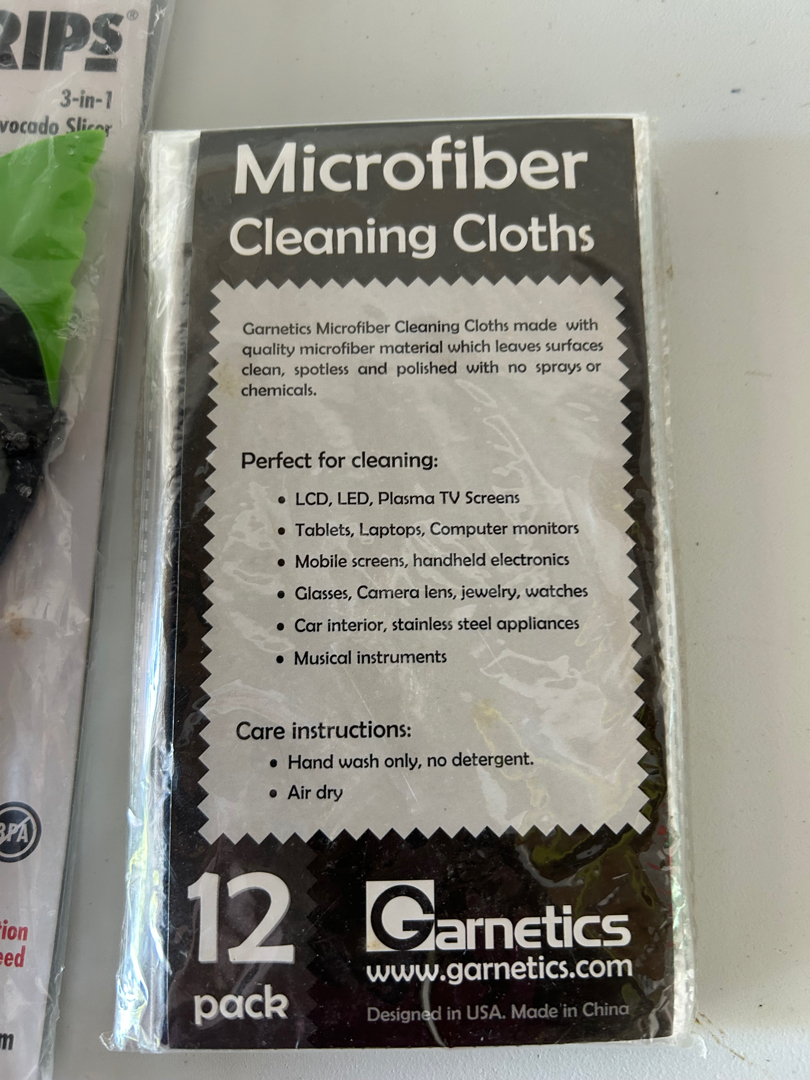 RIPS®
3-in-1
vocado Slicer
BPA
tion
eed
m
Microfiber
Cleaning Cloths
Garnetics Microfiber Cleaning Cloths made with
quality microfiber material which leaves surfaces
clean, spotless and polished with no sprays or
chemicals.
Perfect for cleaning:
• LCD, LED, Plasma TV Screens
• Tablets, Laptops, Computer monitors
• Mobile screens, handheld electronics
• Glasses, Camera lens, jewelry, watches
• Car interior, stainless steel appliances
• Musical instruments
Care instructions:
• Hand wash only, no detergent.
• Air dry
12
pack
Garnetics
www.garnetics.com
Designed in USA. Made in China